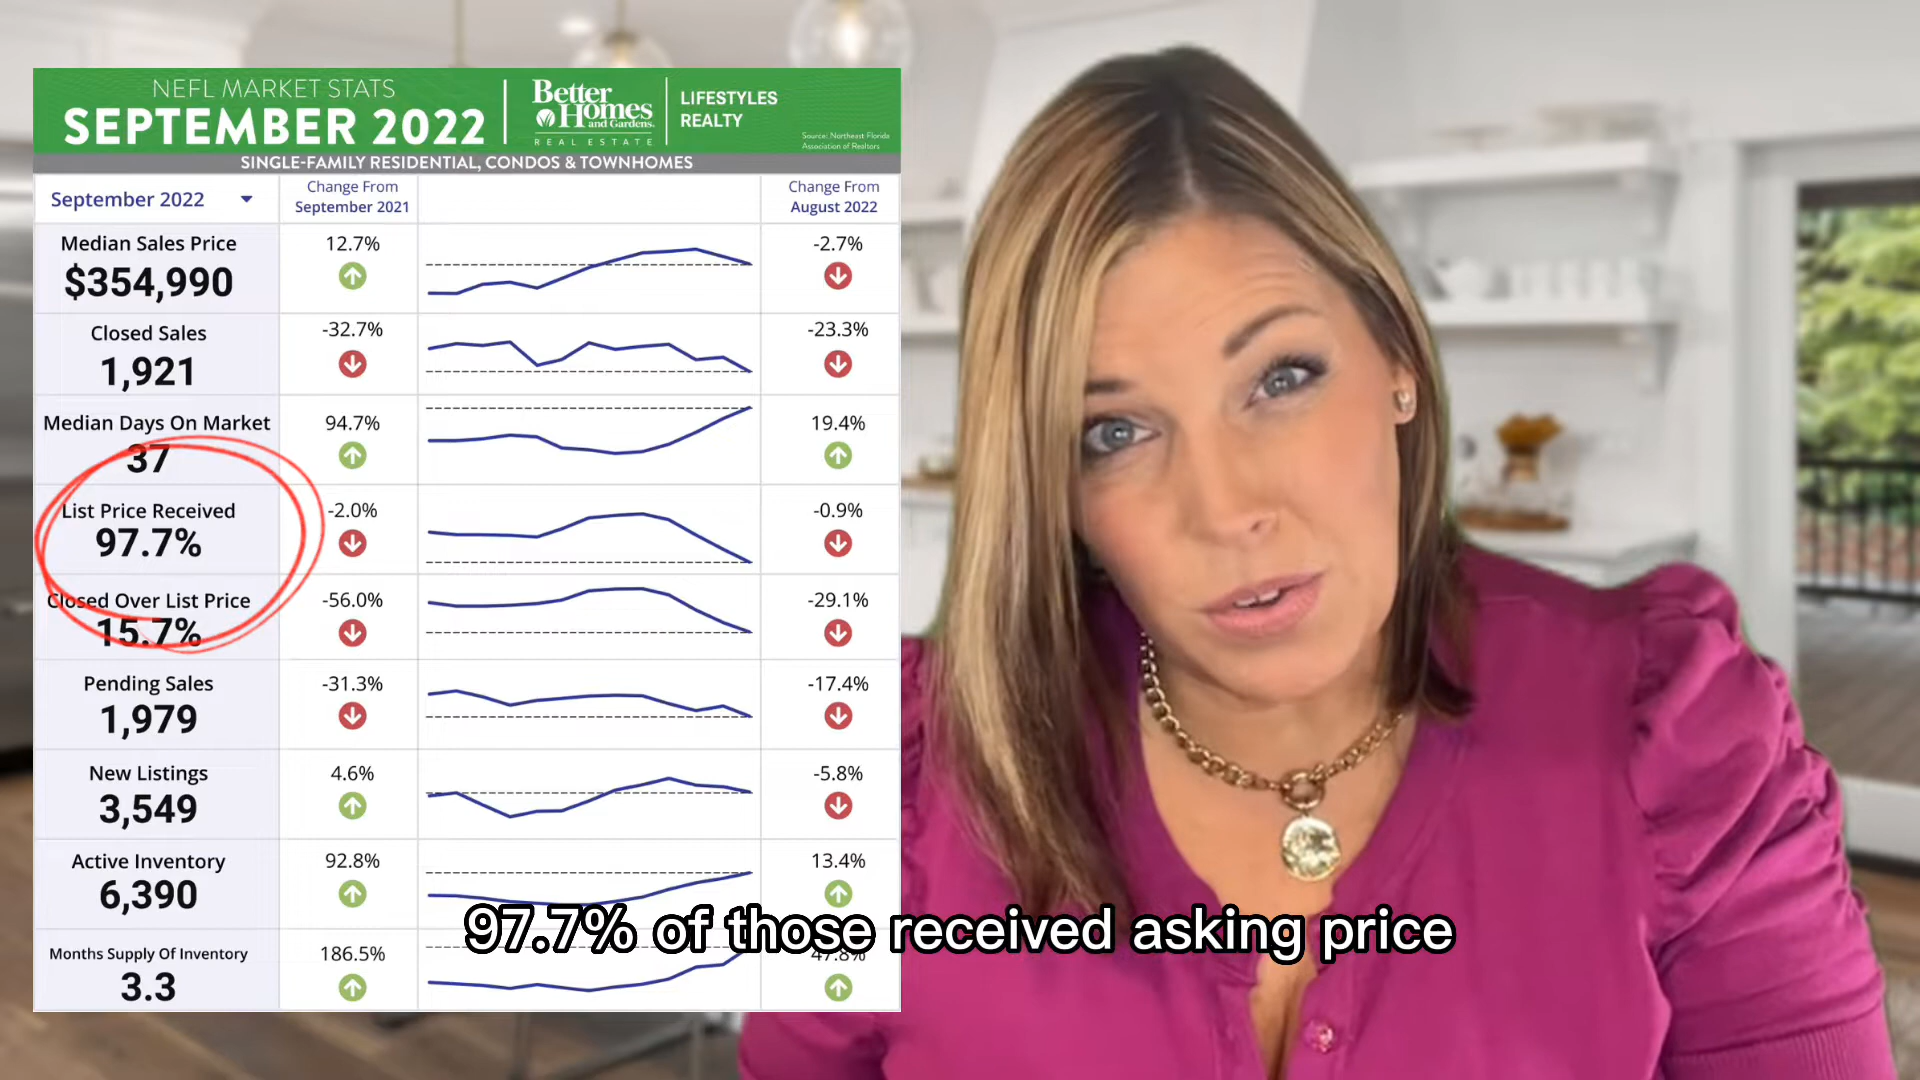 NEFL MARKET STATS
SEPTEMBER 2022
Better
Homes
and Gardens.
REAL ESTATE
LIFESTYLES
REALTY
Source: Northeast Florida
Association of Realtors
SINGLE-FAMILY RESIDENTIAL, CONDOS & TOWNHOMES
September 2022
Change From
September 2021
Change From
August 2022
Median Sales Price
$354,990
12.7%
-2.7%
Closed Sales
1,921
-32.7%
-23.3%
Median Days On Market
37
94.7%
19.4%
List Price Received
97.7%
-2.0%
-0.9%
Closed Over List Price
15.7%
-56.0%
-29.1%
Pending Sales
1,979
-31.3%
-17.4%
New Listings
3,549
4.6%
-5.8%
Active Inventory
6,390
92.8%
13.4%
97.7% of those received asking price
Months Supply Of Inventory
3.3
186.5%
47.8%